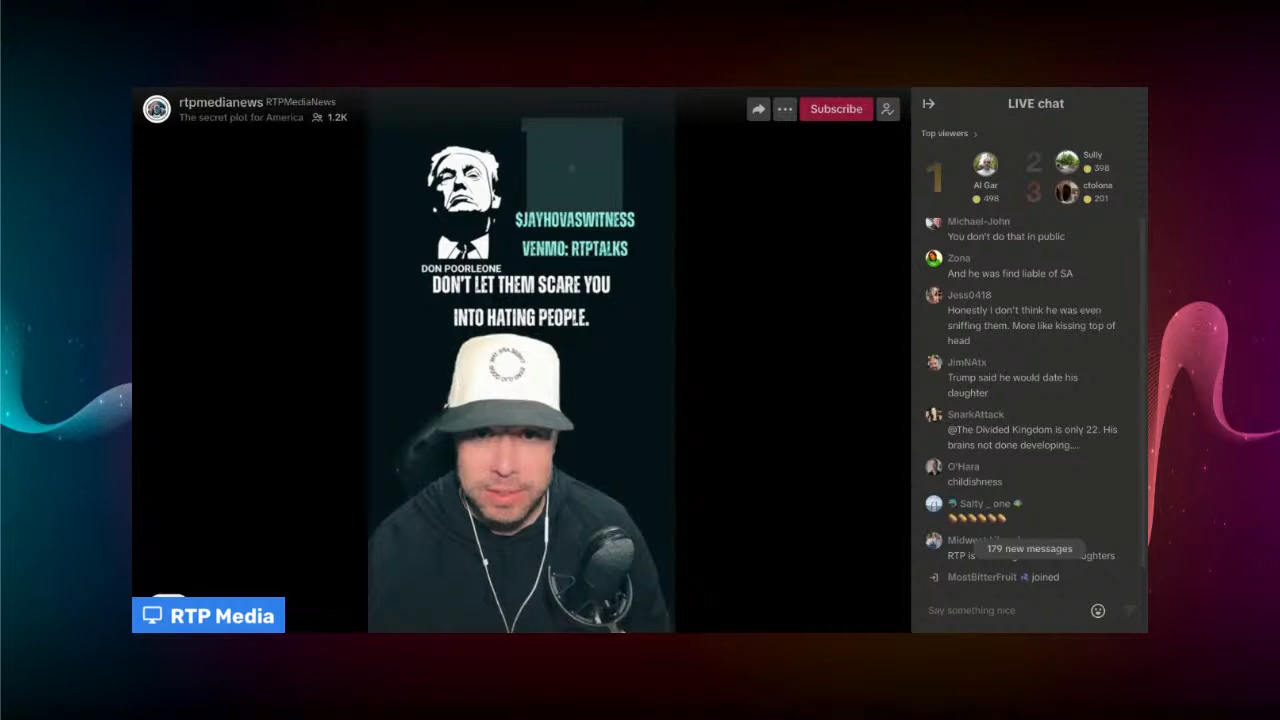 rtpmedianews RTPMediaNews
The secret plot for America 1.2K
Subscribe
$JAYHOVASWITNESS
VENMO: RTPTALKS
DON POORLEONE
DON'T LET THEM SCARE YOU
INTO HATING PEOPLE.
RTP Media
LIVE chat
Top viewers
1
Al Gar
498
2
Sully
398
3
ctolona
201
Michael-John
You don't do that in public
Zona
And he was find liable of SA
Jess0418
Honestly I don't think he was even
sniffing them. More like kissing top of
head
JimNAtx
Trump said he would date his
daughter
SnarkAttack
@The Divided Kingdom is only 22. His
brains not done developing....
O'Hara
childishness
Salty _ one
179 new messages
RTP is
MostBitterFruit joined
Say something nice